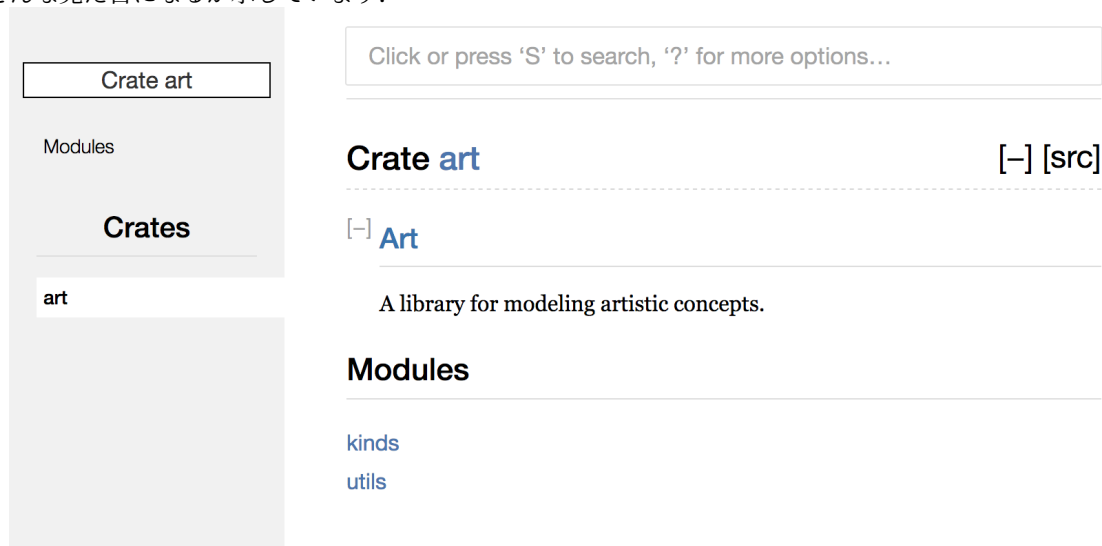 Crate art
Modules
Crates
art
Click or press ‘S’ to search, ‘?’ for more options…
Crate art
[−] [src]
[−] Art
A library for modeling artistic concepts.
Modules
kinds
utils